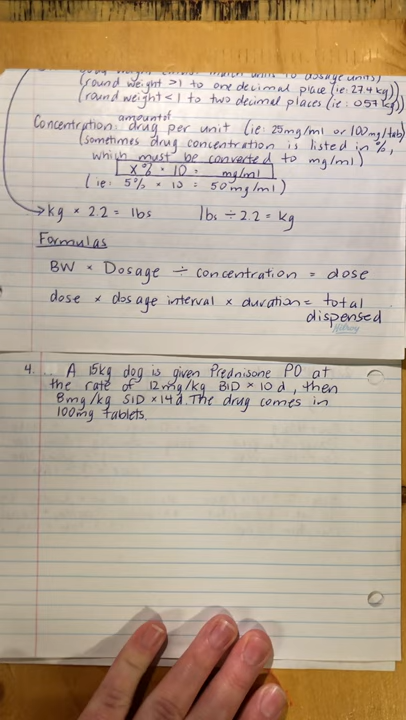 (round weight >1 to one decimal place (ie: 27.4 kg))
(round weight <1 to two decimal places (ie: 0.57 kg))
amount of
Concentration: drug per unit (ie: 25mg/ml or 100mg/tab)
(sometimes drug concentration is listed in %,
which must be converted to mg/ml)
X% × 10 = mg/ml
(ie: 5% × 10 = 50mg/ml)
→kg × 2.2 = lbs lbs ÷ 2.2 = kg
Formulas
BW × Dosage ÷ concentration = dose
dose × dosage interval × duration = total
dispensed
Hilroy
4. A 15kg dog is given Prednisone PO at
the rate of 12mg/kg BID × 10d, then
8mg/kg SID × 14d. The drug comes in
100mg tablets.